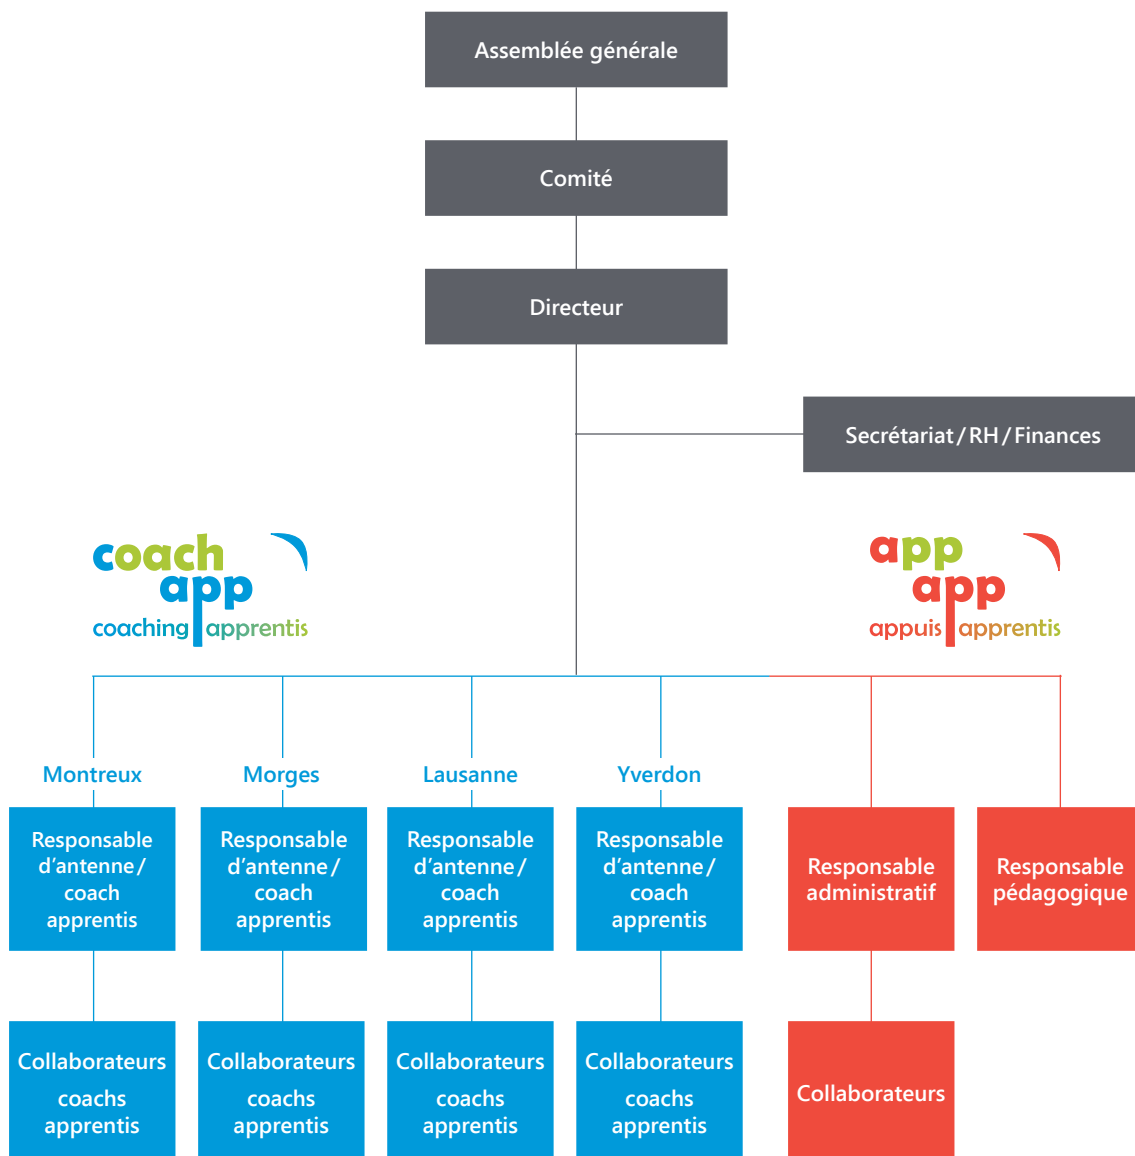 Assemblée générale
Comité
Directeur
Secrétariat / RH / Finances
coach
app
coaching apprentis
app
app
appuis apprentis
Montreux
Morges
Lausanne
Yverdon
Responsable
d’antenne /
coach
apprentis
Responsable
d’antenne /
coach
apprentis
Responsable
d’antenne /
coach
apprentis
Responsable
d’antenne /
coach
apprentis
Responsable
administratif
Responsable
pédagogique
Collaborateurs
coachs
apprentis
Collaborateurs
coachs
apprentis
Collaborateurs
coachs
apprentis
Collaborateurs
coachs
apprentis
Collaborateurs